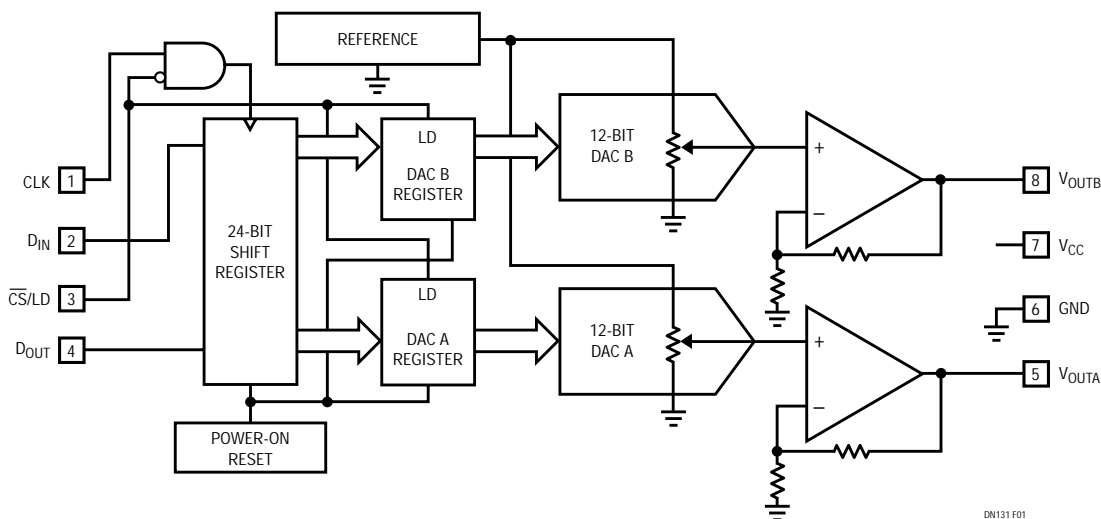 REFERENCE
CLK 1
D_IN 2
C̅S̅/LD 3
D_OUT 4
24-BIT
SHIFT
REGISTER
POWER-ON
RESET
LD
DAC B
REGISTER
LD
DAC A
REGISTER
12-BIT
DAC B
12-BIT
DAC A
+
–
+
–
8 V_OUTB
7 V_CC
6 GND
5 V_OUTA
DN131 F01